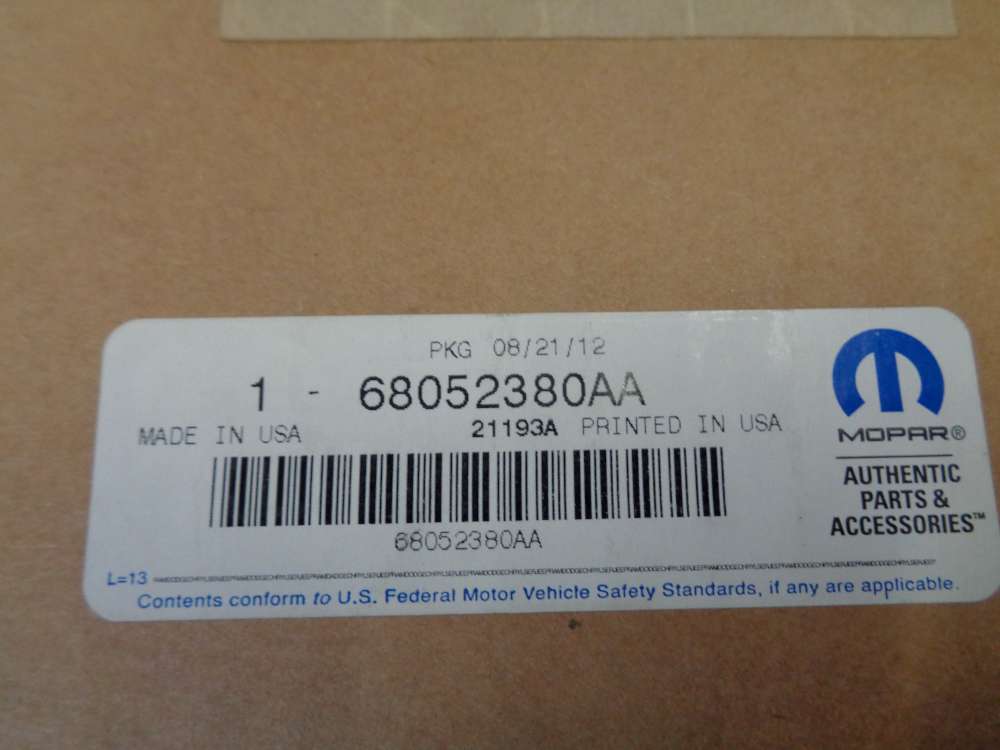 PKG 08/21/12
1 - 68052380AA
MADE IN USA 21193A PRINTED IN USA
68052380AA
L=13
Contents conform to U.S. Federal Motor Vehicle Safety Standards, if any are applicable.
MOPAR®
AUTHENTIC
PARTS &
ACCESSORIES™